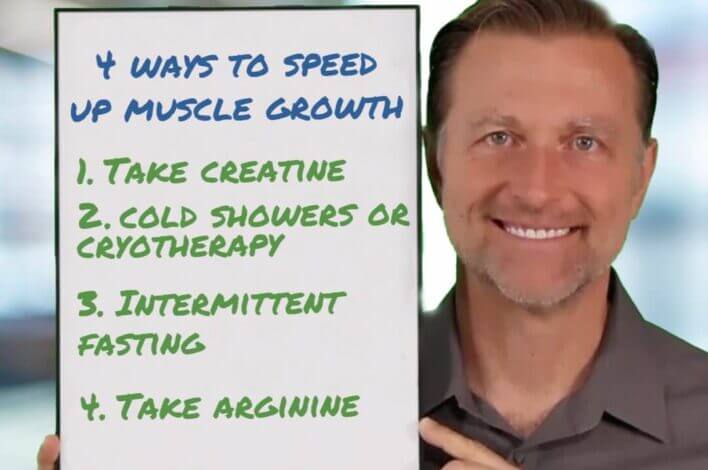 4 WAYS TO SPEED
UP MUSCLE GROWTH
1. TAKE CREATINE
2. COLD SHOWERS OR
CRYOTHERAPY
3. INTERMITTENT
FASTING
4. TAKE ARGININE